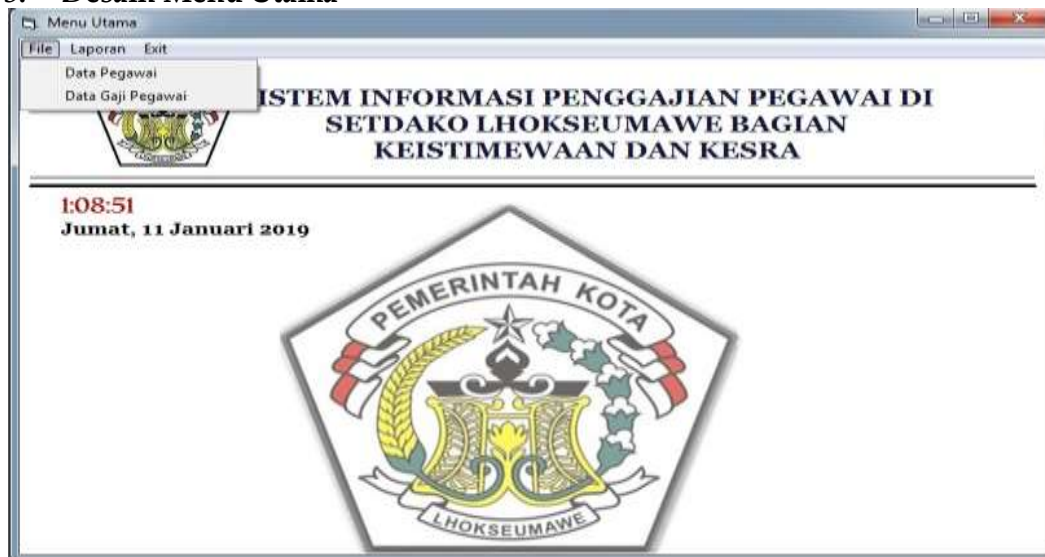 Desain Menu Utama
Menu Utama
File Laporan Exit
Data Pegawai
Data Gaji Pegawai
ISTEM INFORMASI PENGGAJIAN PEGAWAI DI
SETDAKO LHOKSEUMAWE BAGIAN
KEISTIMEWAAN DAN KESRA
1:08:51
Jumat, 11 Januari 2019
PEMERINTAH KOTA
LHOKSEUMAWE